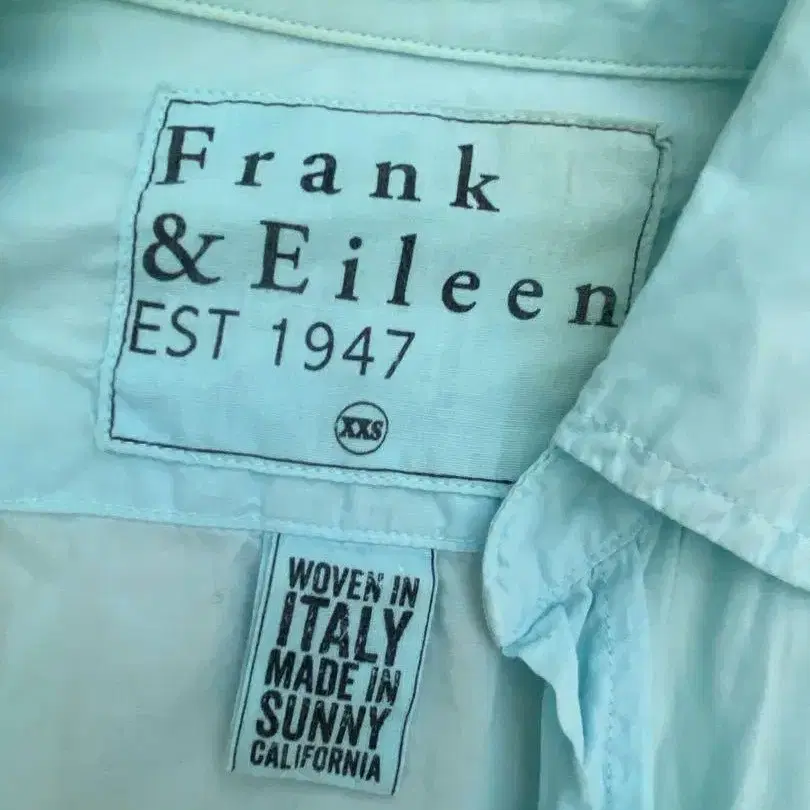 Frank
& Eileen
EST 1947
XXS
WOVEN IN
ITALY
MADE IN
SUNNY
CALIFORNIA